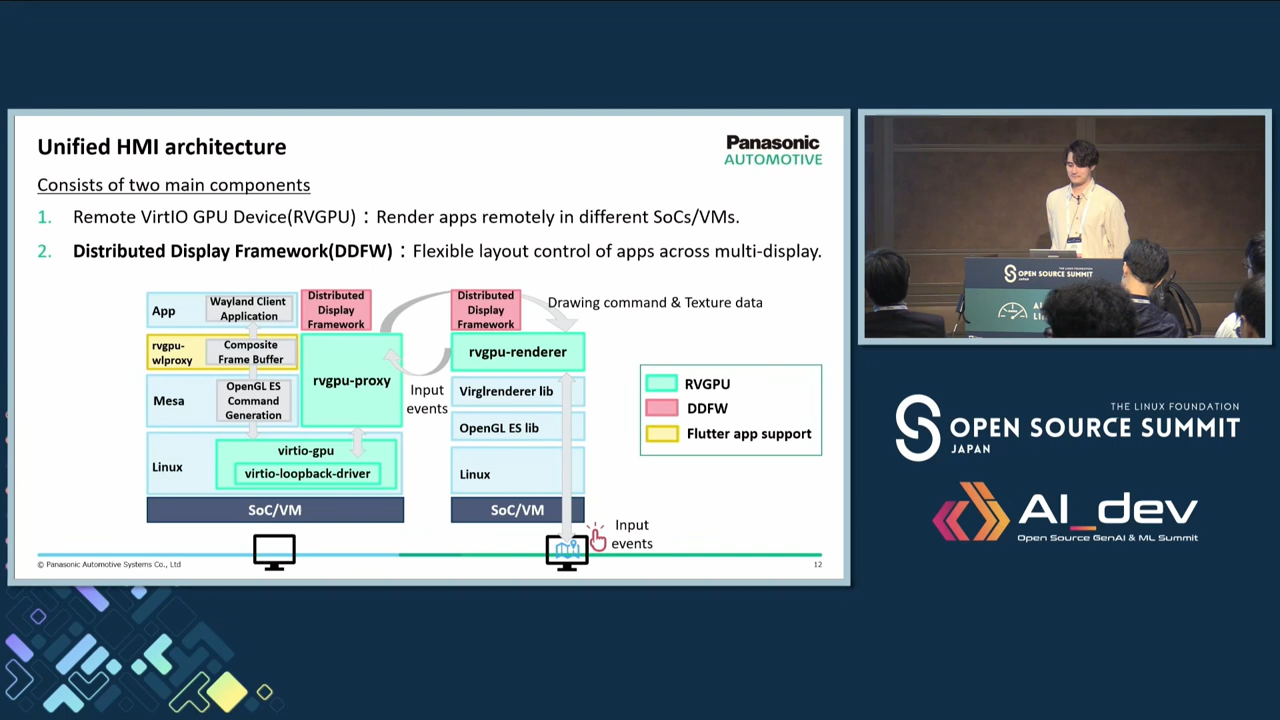 Unified HMI architecture
Panasonic
AUTOMOTIVE
Consists of two main components
1. Remote VirtIO GPU Device(RVGPU)：Render apps remotely in different SoCs/VMs.
2. Distributed Display Framework(DDFW)：Flexible layout control of apps across multi-display.
App
Wayland Client
Application
Distributed
Display
Framework
rvgpu-
wlproxy
Composite
Frame Buffer
rvgpu-proxy
Mesa
OpenGL ES
Command
Generation
Linux
virtio-gpu
virtio-loopback-driver
SoC/VM
Input
events
Distributed
Display
Framework
Drawing command & Texture data
rvgpu-renderer
Virglrenderer lib
OpenGL ES lib
Linux
SoC/VM
Input
events
RVGPU
DDFW
Flutter app support
© Panasonic Automotive Systems Co., Ltd
12
OPEN SOURCE SUMMIT
THE LINUX FOUNDATION
OPEN SOURCE SUMMIT
JAPAN
AI_dev
Open Source GenAI & ML Summit